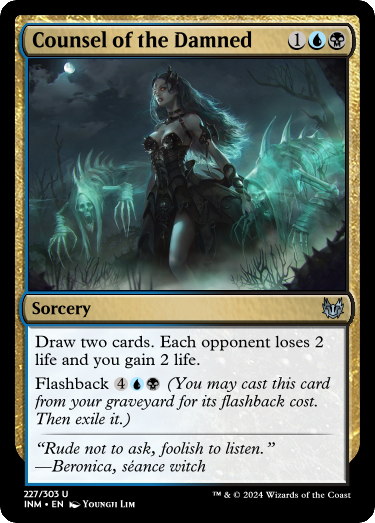 Counsel of the Damned 1
Sorcery
Draw two cards. Each opponent loses 2
life and you gain 2 life.
Flashback 4 (You may cast this card
from your graveyard for its flashback cost.
Then exile it.)
“Rude not to ask, foolish to listen.”
—Beronica, séance witch
227/303 U
INM • EN Youngji Lim
™ & © 2024 Wizards of the Coast